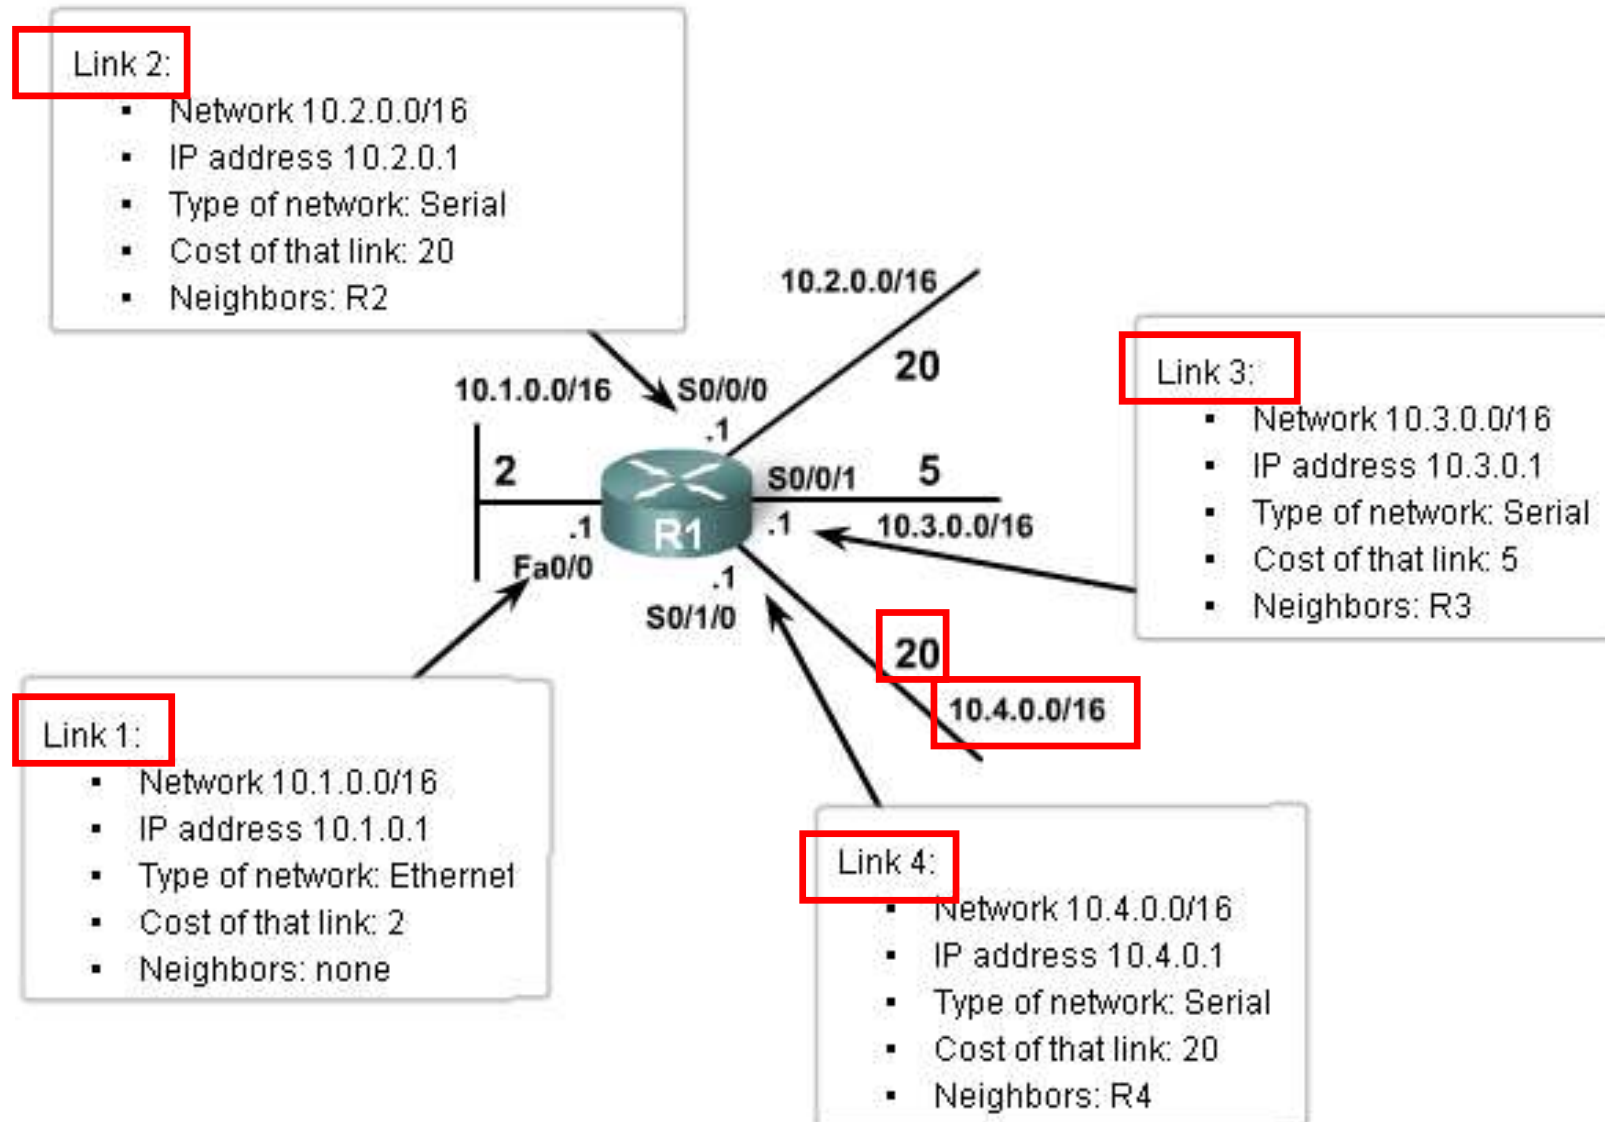 Link 2:
▪ Network 10.2.0.0/16
▪ IP address 10.2.0.1
▪ Type of network: Serial
▪ Cost of that link: 20
▪ Neighbors: R2
10.2.0.0/16
20
10.1.0.0/16
S0/0/0
.1
2
S0/0/1
5
.1
R1
.1
10.3.0.0/16
Fa0/0
.1
S0/1/0
20
10.4.0.0/16
Link 3:
▪ Network 10.3.0.0/16
▪ IP address 10.3.0.1
▪ Type of network: Serial
▪ Cost of that link: 5
▪ Neighbors: R3
Link 1:
▪ Network 10.1.0.0/16
▪ IP address 10.1.0.1
▪ Type of network: Ethernet
▪ Cost of that link: 2
▪ Neighbors: none
Link 4:
▪ Network 10.4.0.0/16
▪ IP address 10.4.0.1
▪ Type of network: Serial
▪ Cost of that link: 20
▪ Neighbors: R4